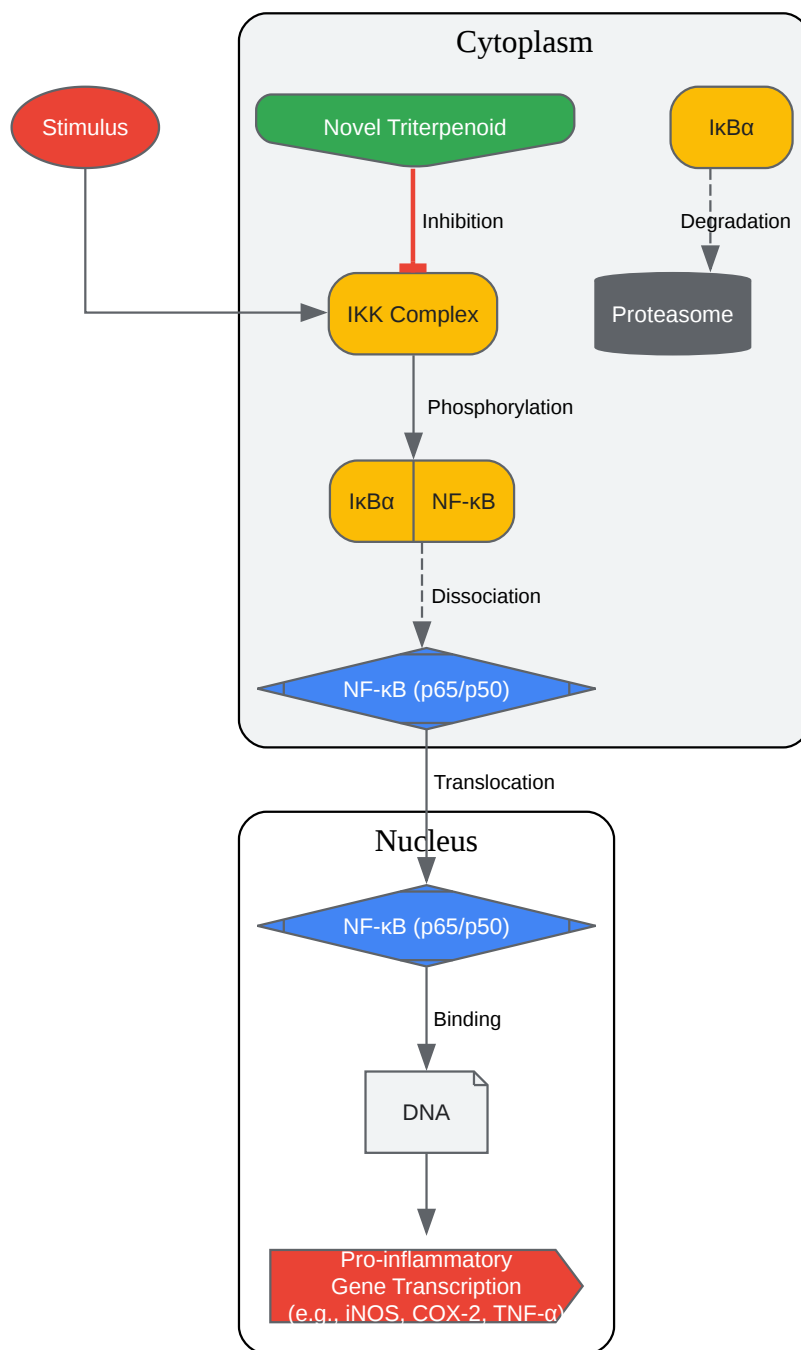 Cytoplasm
Stimulus
Novel Triterpenoid
IκBα
Inhibition
Degradation
IKK Complex
Proteasome
Phosphorylation
IκBα
NF-κB
Dissociation
NF-κB (p65/p50)
Translocation
Nucleus
NF-κB (p65/p50)
Binding
DNA
Pro-inflammatory
Gene Transcription
(e.g., iNOS, COX-2, TNF-α)